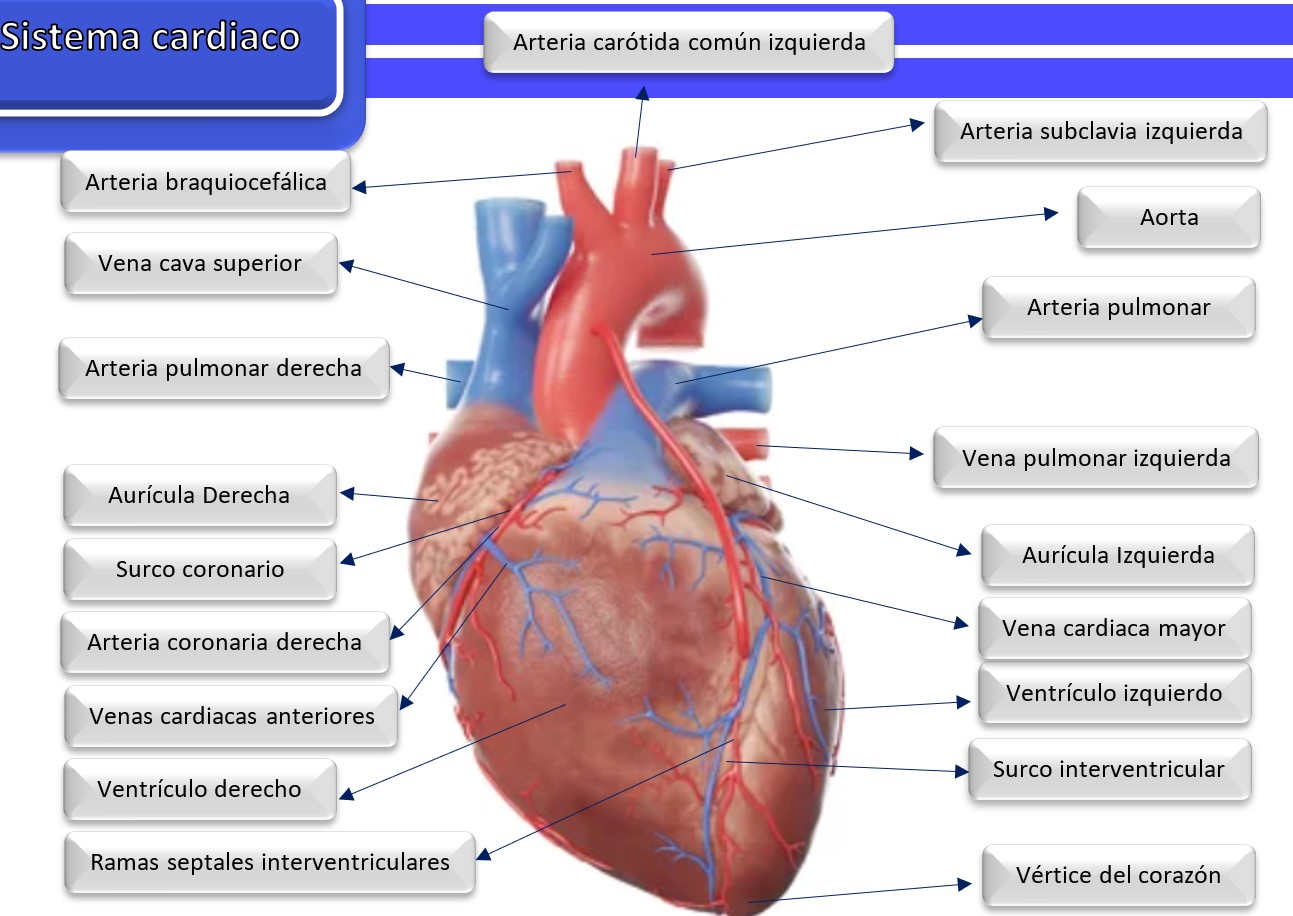 Sistema cardiaco
Arteria carótida común izquierda
Arteria subclavia izquierda
Arteria braquiocefálica
Aorta
Vena cava superior
Arteria pulmonar
Arteria pulmonar derecha
Vena pulmonar izquierda
Aurícula Derecha
Aurícula Izquierda
Surco coronario
Vena cardiaca mayor
Arteria coronaria derecha
Ventrículo izquierdo
Venas cardiacas anteriores
Surco interventricular
Ventrículo derecho
Ramas septales interventriculares
Vértice del corazón